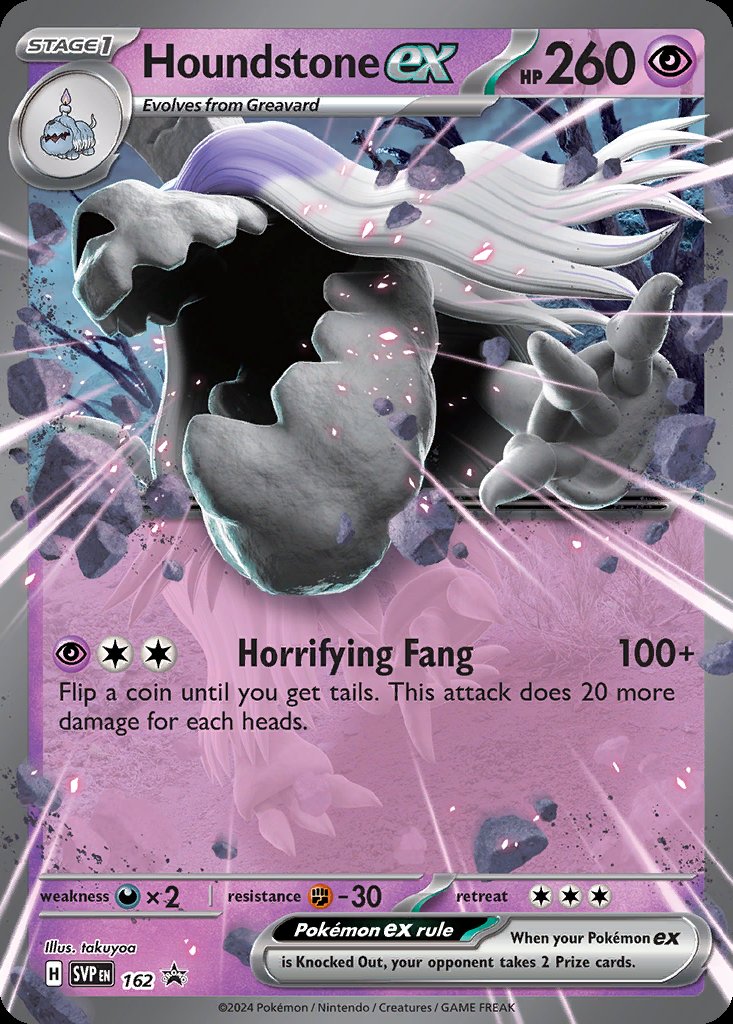 STAGE1
Houndstone ex HP 260
Evolves from Greavard
Horrifying Fang 100+
Flip a coin until you get tails. This attack does 20 more
damage for each heads.
weakness ×2 resistance -30 retreat
Pokémon ex rule
When your Pokémon ex
is Knocked Out, your opponent takes 2 Prize cards.
Illus. takuyoa
H SVP EN 162
©2024 Pokémon / Nintendo / Creatures / GAME FREAK